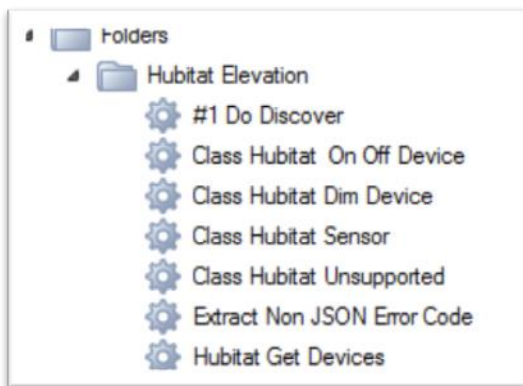 Folders
Hubitat Elevation
#1 Do Discover
Class Hubitat  On Off Device
Class Hubitat Dim Device
Class Hubitat Sensor
Class Hubitat Unsupported
Extract Non JSON Error Code
Hubitat Get Devices